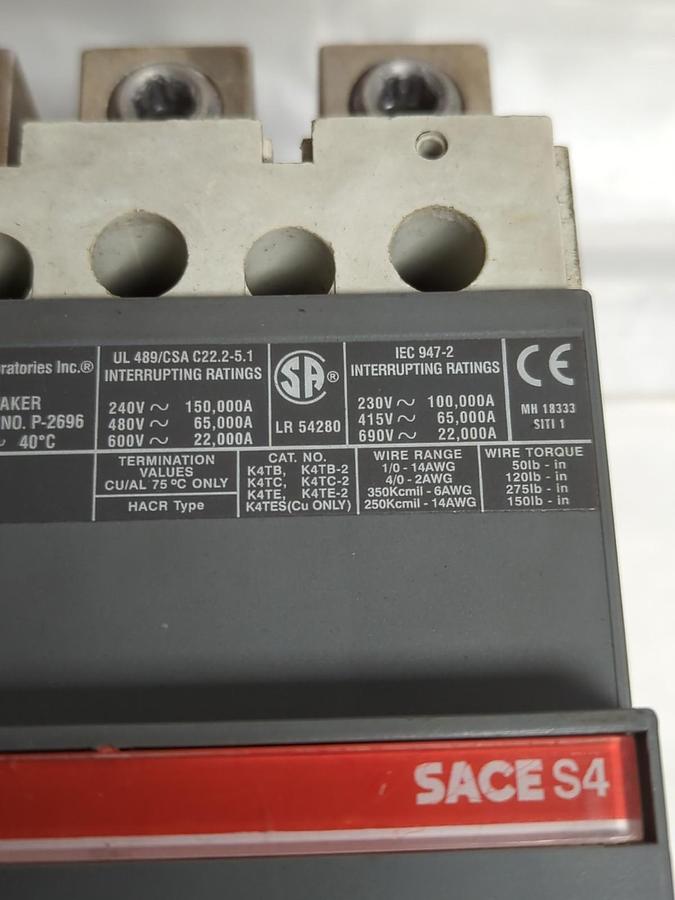 oratories Inc.®
AKER
NO. P-2696
~ 40°C
UL 489/CSA C22.2-5.1
INTERRUPTING RATINGS
240V ~ 150,000A
480V ~ 65,000A
600V ~ 22,000A
SA ®
LR 54280
IEC 947-2
INTERRUPTING RATINGS
230V ~ 100,000A
415V ~ 65,000A
690V ~ 22,000A
CE
MH 18333
SITI 1
TERMINATION
VALUES
CU/AL 75 ºC ONLY
HACR Type
CAT. NO.
K4TB, K4TB-2
K4TC, K4TC-2
K4TE, K4TE-2
K4TES(Cu ONLY)
WIRE RANGE
1/0 - 14AWG
4/0 - 2AWG
350Kcmil - 6AWG
250Kcmil - 14AWG
WIRE TORQUE
50lb - in
120lb - in
275lb - in
150lb - in
SACE S4